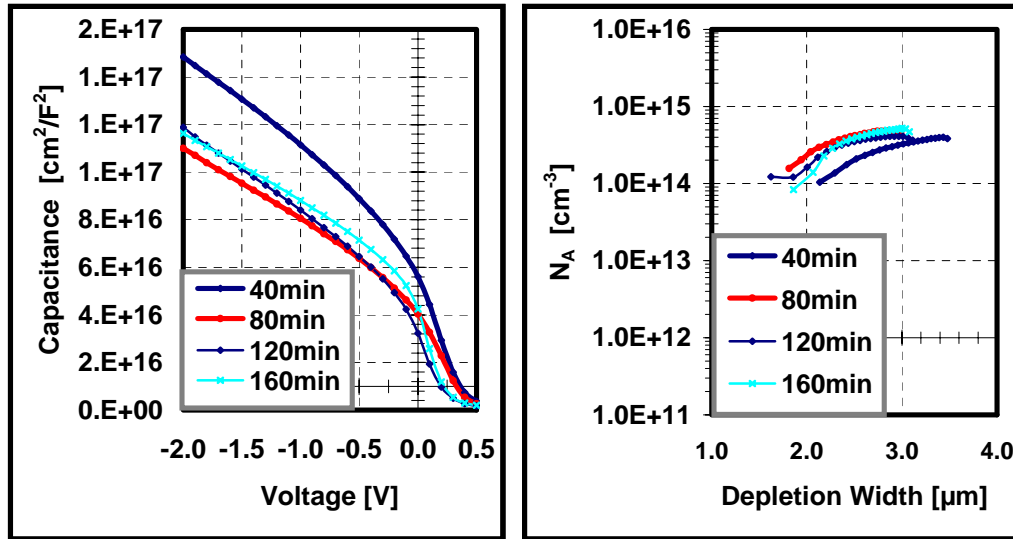 2.E+17
1.E+17
1.E+17
1.E+17
8.E+16
6.E+16
4.E+16
2.E+16
0.E+00
Capacitance [cm²/F²]
40min
80min
120min
160min
-2.0 -1.5 -1.0 -0.5 0.0 0.5
Voltage [V]
1.0E+16
1.0E+15
1.0E+14
1.0E+13
1.0E+12
1.0E+11
N_A [cm⁻³]
40min
80min
120min
160min
1.0 2.0 3.0 4.0
Depletion Width [µm]